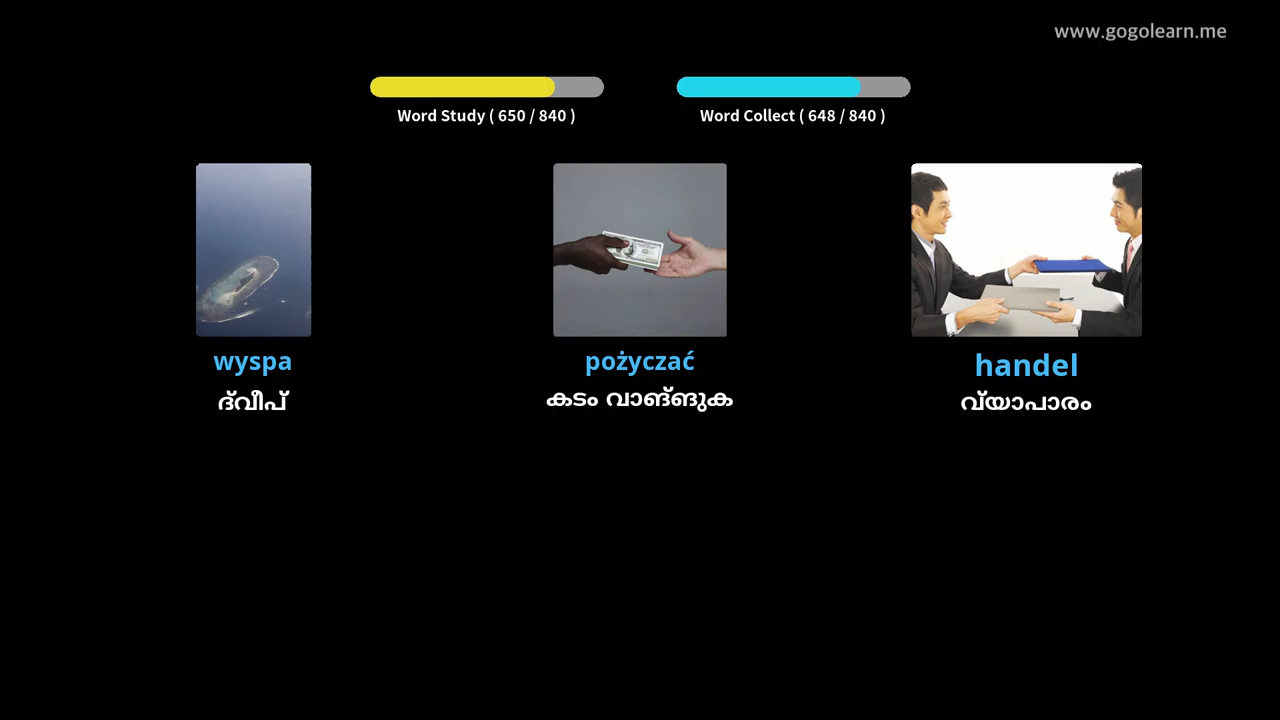 www.gogolearn.me
Word Study ( 650 / 840 )
Word Collect ( 648 / 840 )
wyspa
ദ്വീപ്
pożyczać
കടം വാങ്ങുക
handel
വ്യാപാരം